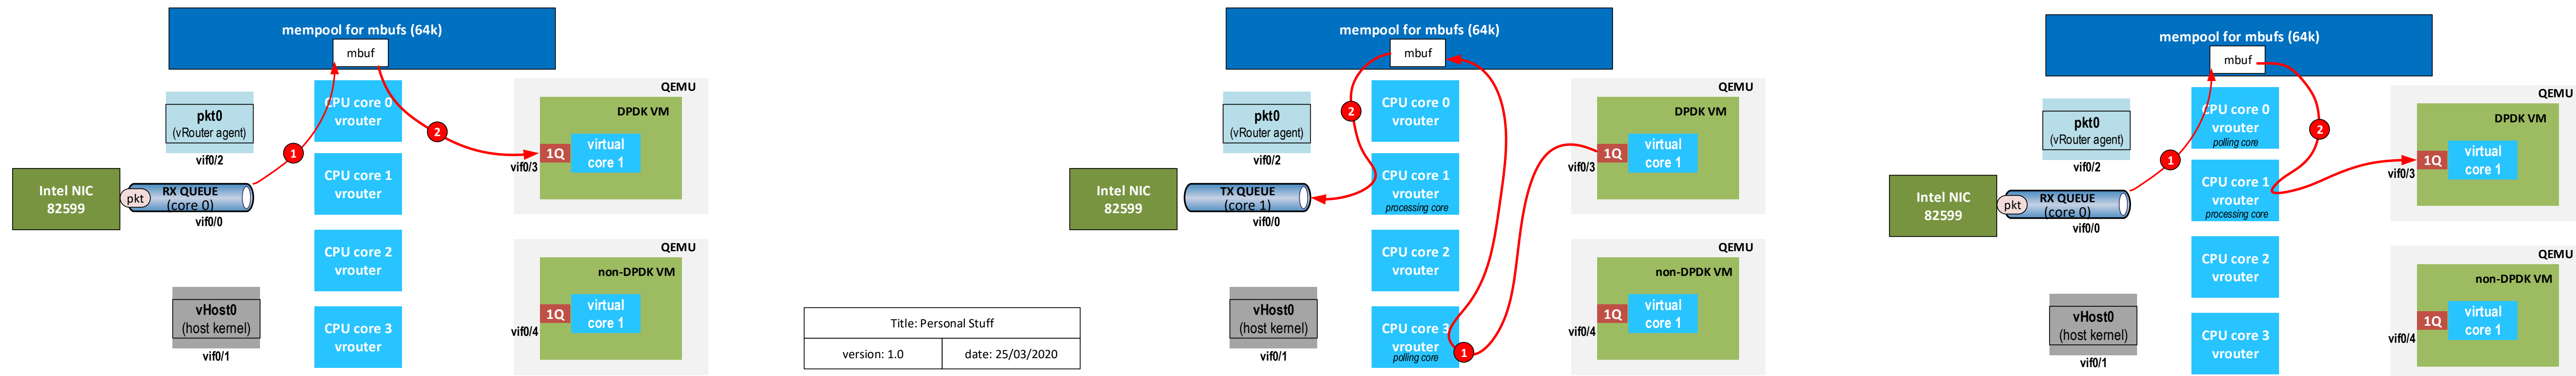 mempool for mbufs (64k)
mbuf
pkt0
(vRouter agent)
vif0/2
CPU core 0
vrouter
1
2
QEMU
DPDK VM
1Q
virtual
core 1
vif0/3
Intel NIC
82599
pkt
RX QUEUE
(core 0)
vif0/0
CPU core 1
vrouter
CPU core 2
vrouter
QEMU
non-DPDK VM
1Q
virtual
core 1
vif0/4
vHost0
(host kernel)
vif0/1
CPU core 3
vrouter
Title: Personal Stuff
version: 1.0
date: 25/03/2020
mempool for mbufs (64k)
mbuf
pkt0
(vRouter agent)
vif0/2
2
CPU core 0
vrouter
QEMU
DPDK VM
1Q
virtual
core 1
vif0/3
Intel NIC
82599
TX QUEUE
(core 1)
vif0/0
CPU core 1
vrouter
processing core
CPU core 2
vrouter
QEMU
non-DPDK VM
1Q
virtual
core 1
vif0/4
vHost0
(host kernel)
vif0/1
CPU core 3
vrouter
polling core
1
mempool for mbufs (64k)
mbuf
pkt0
(vRouter agent)
vif0/2
1
CPU core 0
vrouter
polling core
2
QEMU
DPDK VM
1Q
virtual
core 1
vif0/3
Intel NIC
82599
pkt
RX QUEUE
(core 0)
vif0/0
CPU core 1
vrouter
processing core
CPU core 2
vrouter
QEMU
non-DPDK VM
1Q
virtual
core 1
vif0/4
vHost0
(host kernel)
vif0/1
CPU core 3
vrouter